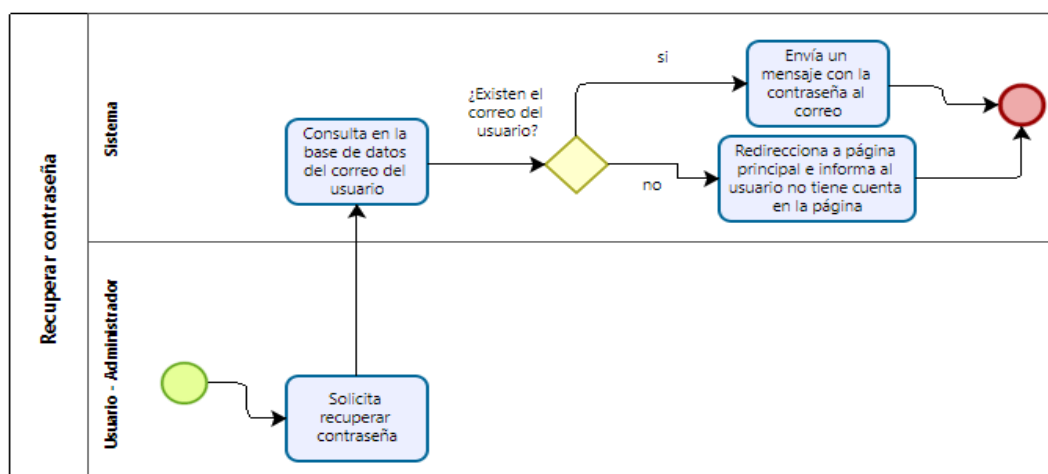 Recuperar contraseña
Sistema
Consulta en la
base de datos
del correo del
usuario
¿Existen el
correo del
usuario?
si
Envía un
mensaje con la
contraseña al
correo
no
Redirecciona a página
principal e informa al
usuario no tiene cuenta
en la página
Usuario - Administrador
Solicita
recuperar
contraseña